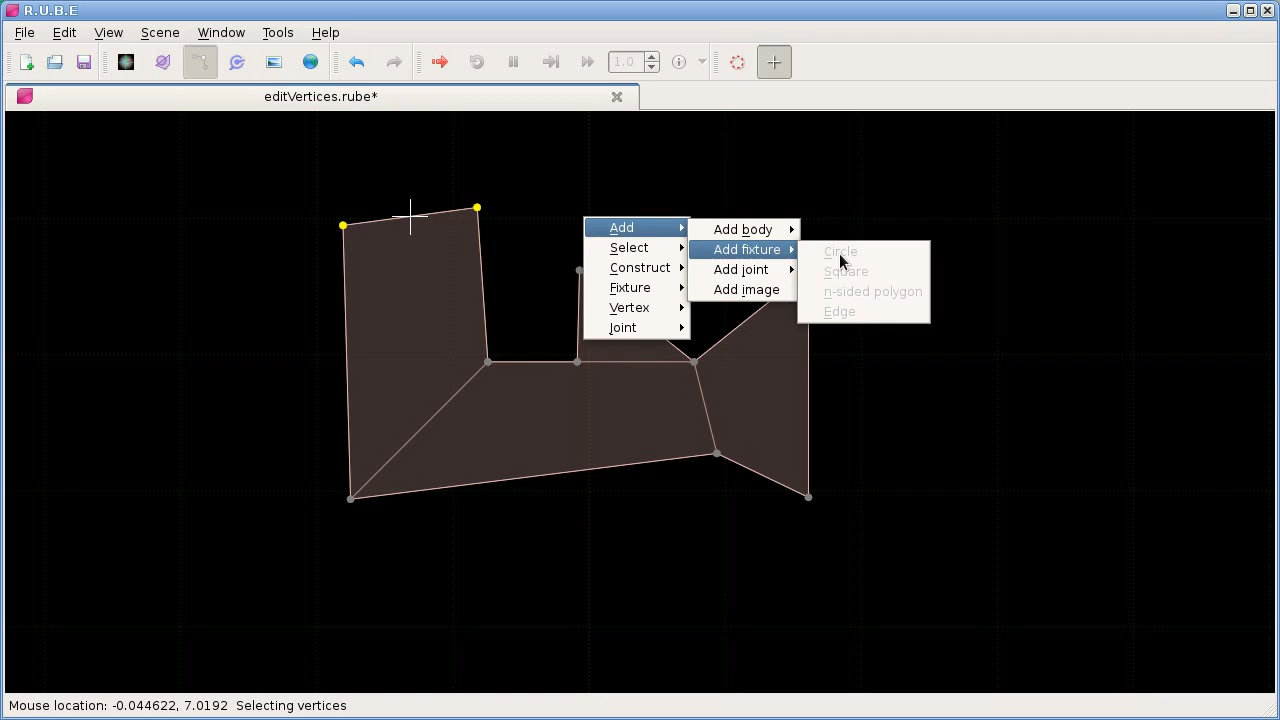 R.U.B.E
File Edit View Scene Window Tools Help
1.0
editVertices.rube*
Add
Select
Construct
Fixture
Vertex
Joint
Add body
Add fixture
Add joint
Add image
Circle
Square
n-sided polygon
Edge
Mouse location: -0.044622, 7.0192 Selecting vertices